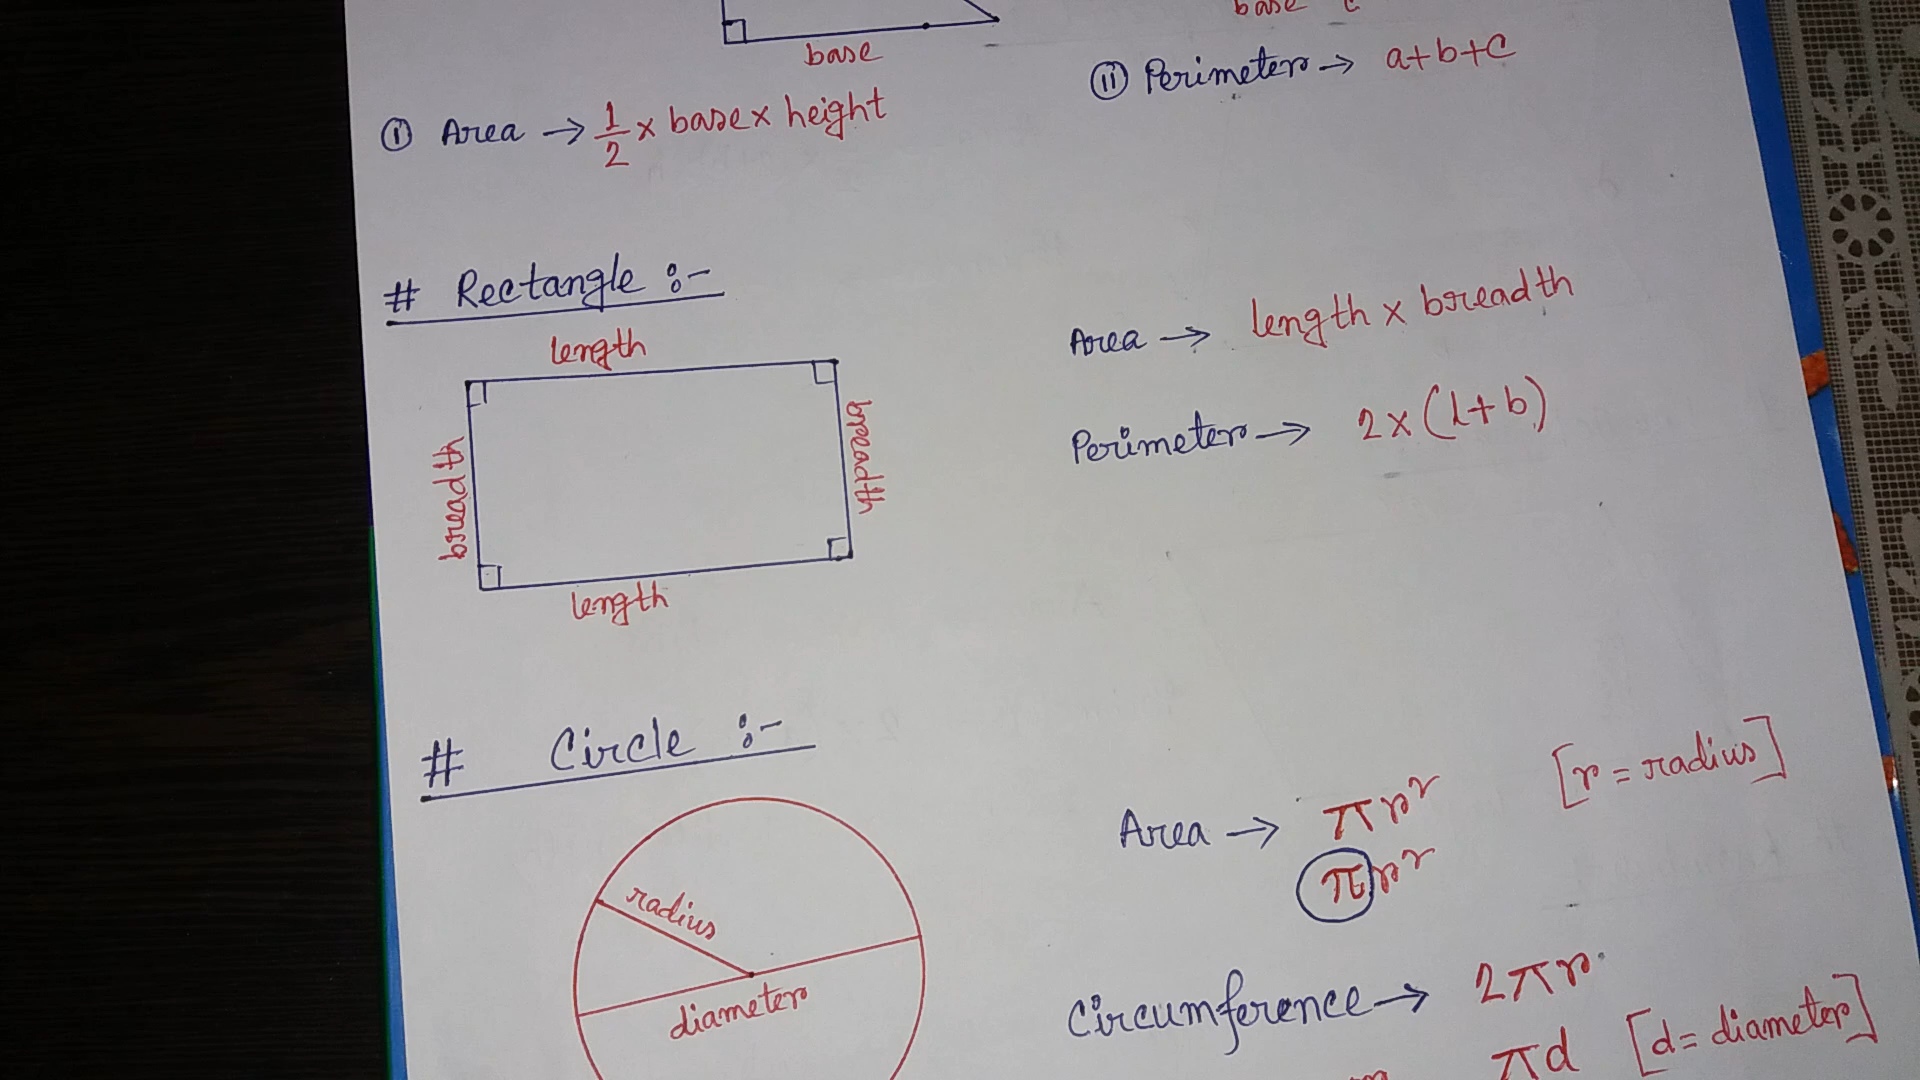 base
base c
(ii) Perimeter → a+b+c
(i) Area → 1/2 × base × height
# Rectangle :-
length
breadth
breadth
length
Area → length × breadth
Perimeter → 2×(l+b)
# Circle :-
radius
diameter
Area → πr² [r = radius]
πr²
Circumference → 2πr
πd [d= diameter]